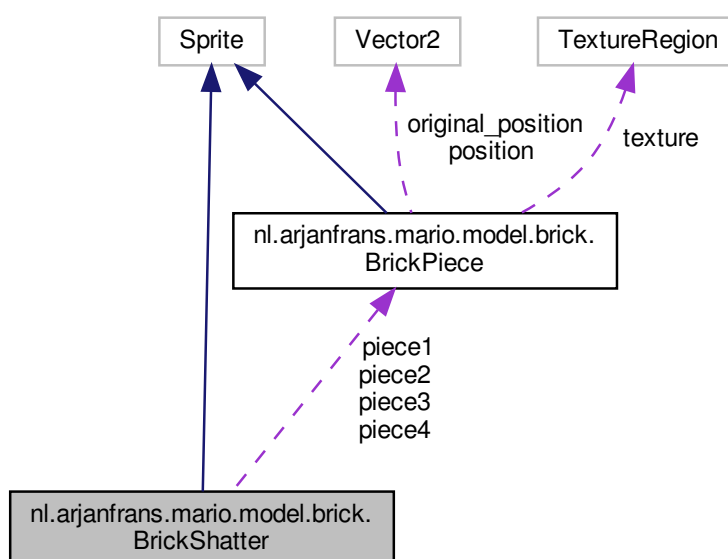 Sprite
Vector2
TextureRegion
original_position
position
texture
nl.arjanfrans.mario.model.brick.
BrickPiece
piece1
piece2
piece3
piece4
nl.arjanfrans.mario.model.brick.
BrickShatter